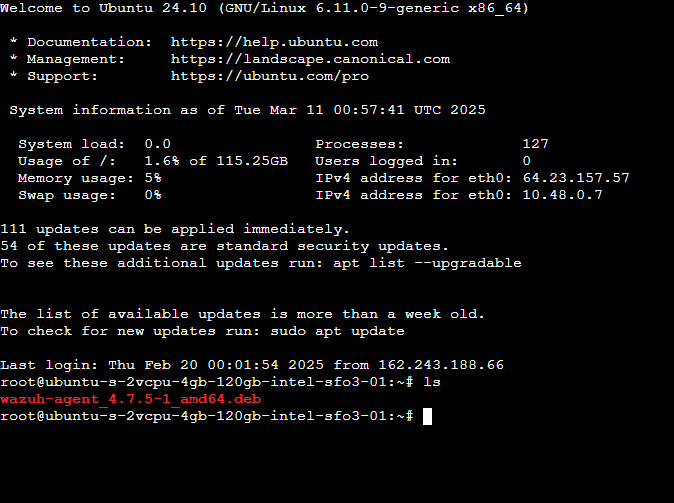 Welcome to Ubuntu 24.10 (GNU/Linux 6.11.0-9-generic x86_64)
* Documentation:  https://help.ubuntu.com
* Management:     https://landscape.canonical.com
* Support:        https://ubuntu.com/pro
System information as of Tue Mar 11 00:57:41 UTC 2025
System load:  0.0                Processes:             127
Usage of /:   1.6% of 115.25GB   Users logged in:       0
Memory usage: 5%                 IPv4 address for eth0: 64.23.157.57
Swap usage:   0%                 IPv4 address for eth0: 10.48.0.7
111 updates can be applied immediately.
54 of these updates are standard security updates.
To see these additional updates run: apt list --upgradable
The list of available updates is more than a week old.
To check for new updates run: sudo apt update
Last login: Thu Feb 20 00:01:54 2025 from 162.243.188.66
root@ubuntu-s-2vcpu-4gb-120gb-intel-sfo3-01:~# ls
wazuh-agent_4.7.5-1_amd64.deb
root@ubuntu-s-2vcpu-4gb-120gb-intel-sfo3-01:~#